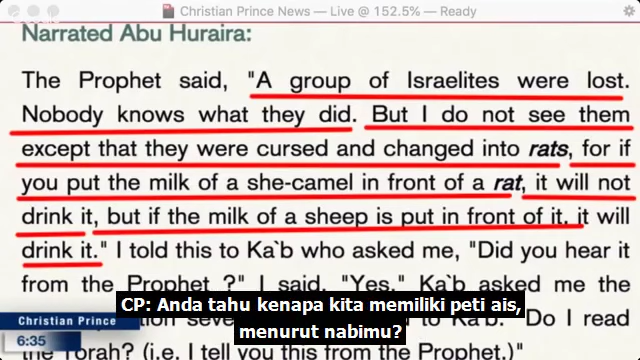 Christian Prince News — Live @ 152.5% — Ready
Narrated Abu Huraira:
The Prophet said, "A group of Israelites were lost.
Nobody knows what they did. But I do not see them
except that they were cursed and changed into rats, for if
you put the milk of a she-camel in front of a rat, it will not
drink it, but if the milk of a sheep is put in front of it, it will
drink it." I told this to Ka`b who asked me, "Did you hear it
from the Prophet ?" I said, "Yes." Ka`b asked me the
CP: Anda tahu kenapa kita memiliki peti ais,
Christian Prince
to Ka`b. "Do I read
menurut nabimu?
6:35
the Torah? (i.e. I tell you this from the Prophet.)"